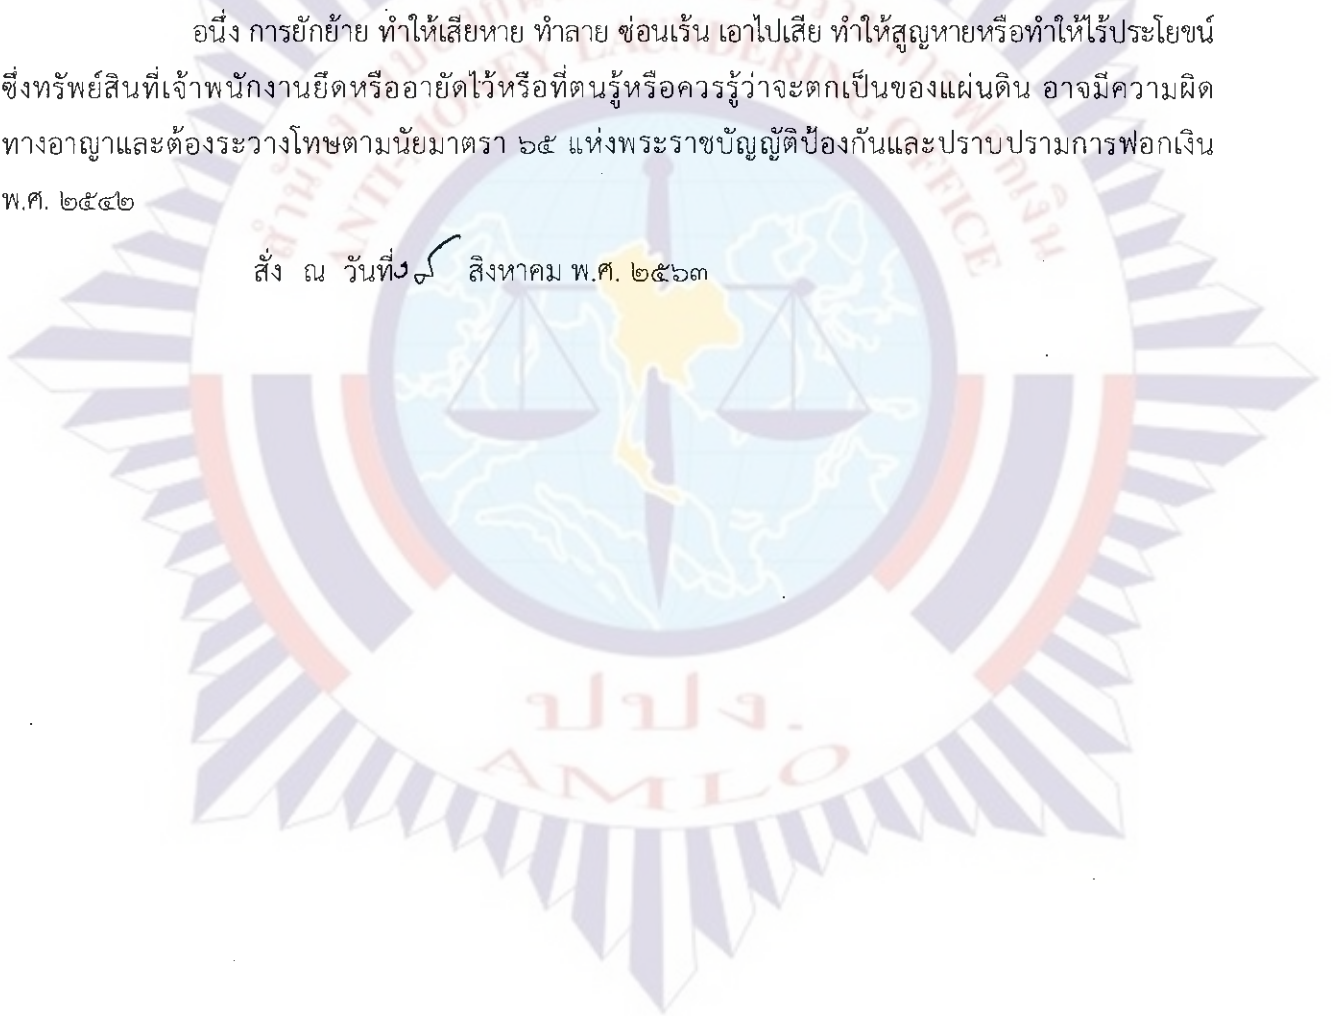 อนึ่ง การยักย้าย ทำให้เสียหาย ทำลาย ซ่อนเร้น เอาไปเสีย ทำให้สูญหายหรือทำให้ไร้ประโยชน์
ซึ่งทรัพย์สินที่เจ้าพนักงานยึดหรืออายัดไว้หรือที่ตนรู้หรือควรรู้ว่าจะตกเป็นของแผ่นดิน อาจมีความผิด
ทางอาญาและต้องระวางโทษตามนัยมาตรา ๖๕ แห่งพระราชบัญญัติป้องกันและปราบปรามการฟอกเงิน
พ.ศ. ๒๕๔๒
สั่ง ณ วันที่ สิงหาคม พ.ศ. ๒๕๖๓
ANTI-MONEY LAUNDERING OFFICE
ปปง.
AMLO